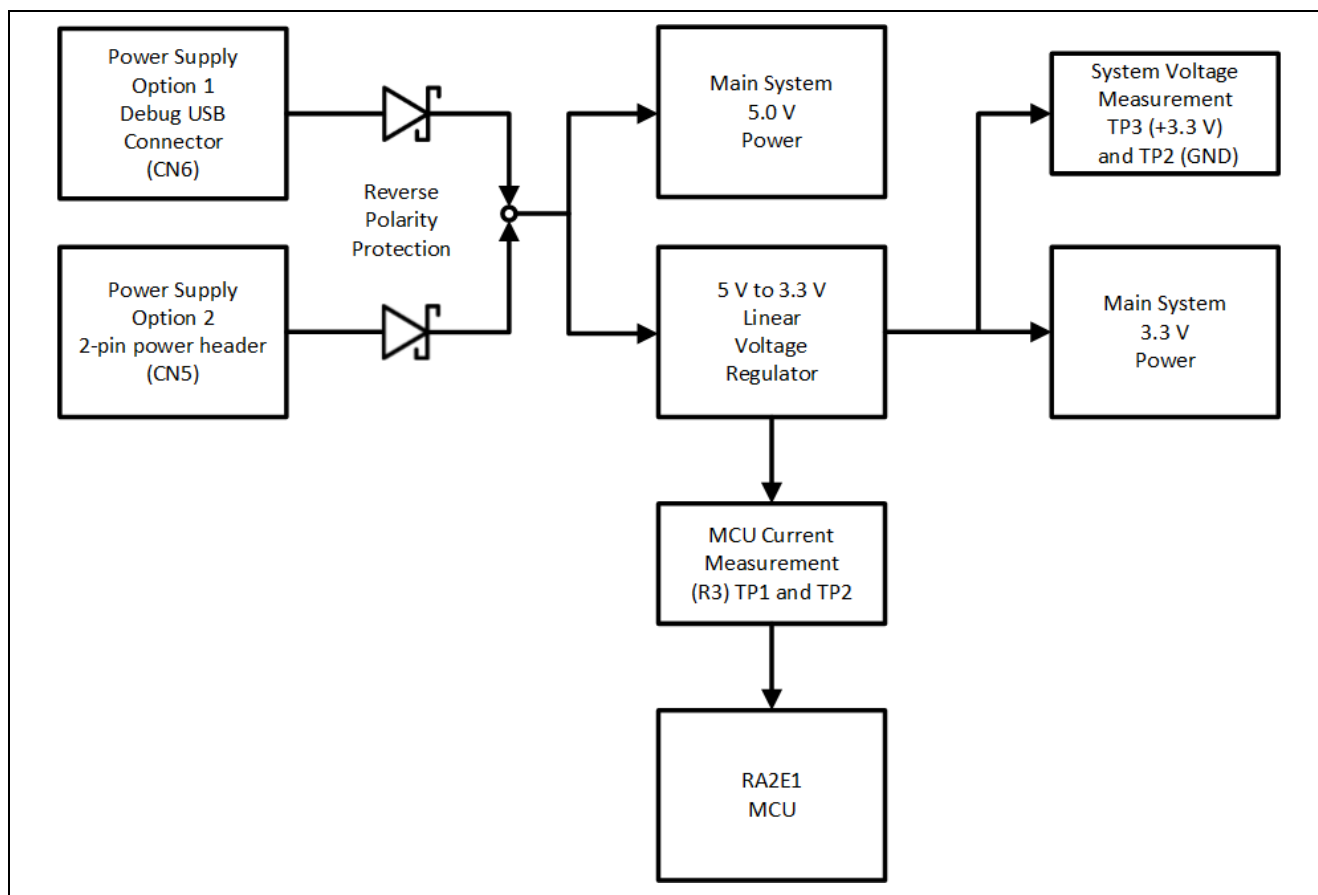 Power Supply
Option 1
Debug USB
Connector
(CN6)
Reverse
Polarity
Protection
Power Supply
Option 2
2-pin power header
(CN5)
Main System
5.0 V
Power
5 V to 3.3 V
Linear
Voltage
Regulator
System Voltage
Measurement
TP3 (+3.3 V)
and TP2 (GND)
Main System
3.3 V
Power
MCU Current
Measurement
(R3) TP1 and TP2
RA2E1
MCU